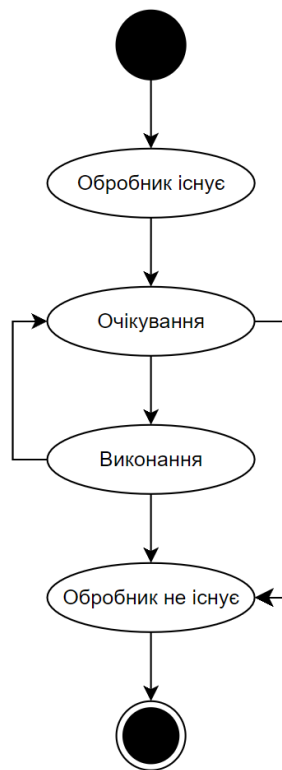 Обробник існує
Очікування
Виконання
Обробник не існує